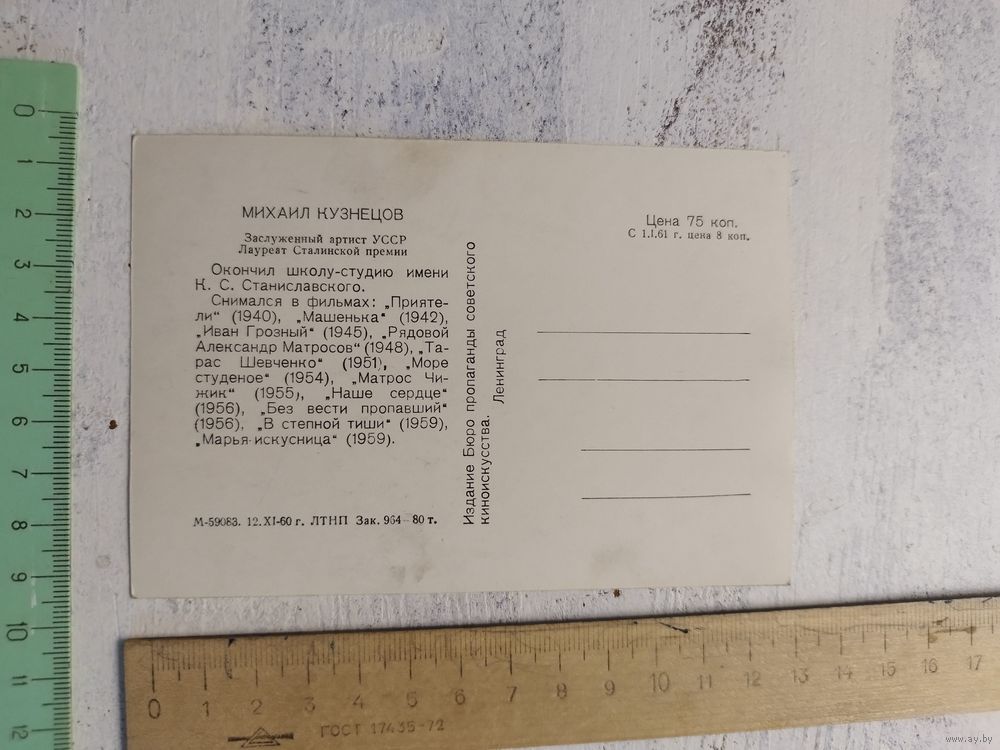 МИХАИЛ КУЗНЕЦОВ
Заслуженный артист УССР
Лауреат Сталинской премии
Окончил школу-студию имени
К. С. Станиславского.
Снимался в фильмах: „Прияте-
ли“ (1940), „Машенька“ (1942),
„Иван Грозный“ (1945), „Рядовой
Александр Матросов“ (1948), „Та-
рас Шевченко“ (1951), „Море
студеное“ (1954), „Матрос Чи-
жик“ (1955), „Наше сердце“
(1956), „Без вести пропавший“
(1956), „В степной тиши“ (1959),
„Марья-искусница“ (1959).
М-59083. 12.XI-60 г. ЛТНП Зак. 964—80 т.
Издание Бюро пропаганды советского
киноискусства. Ленинград
Цена 75 коп.
С 1.I.61 г. цена 8 коп.
0 1 2 3 4 5 6 7 8 9 10 11 12
0 1 2 3 4 5 6 7 8 9 10 11 12 13 14 15 16 17
ГОСТ 17435-72
www.ay.by